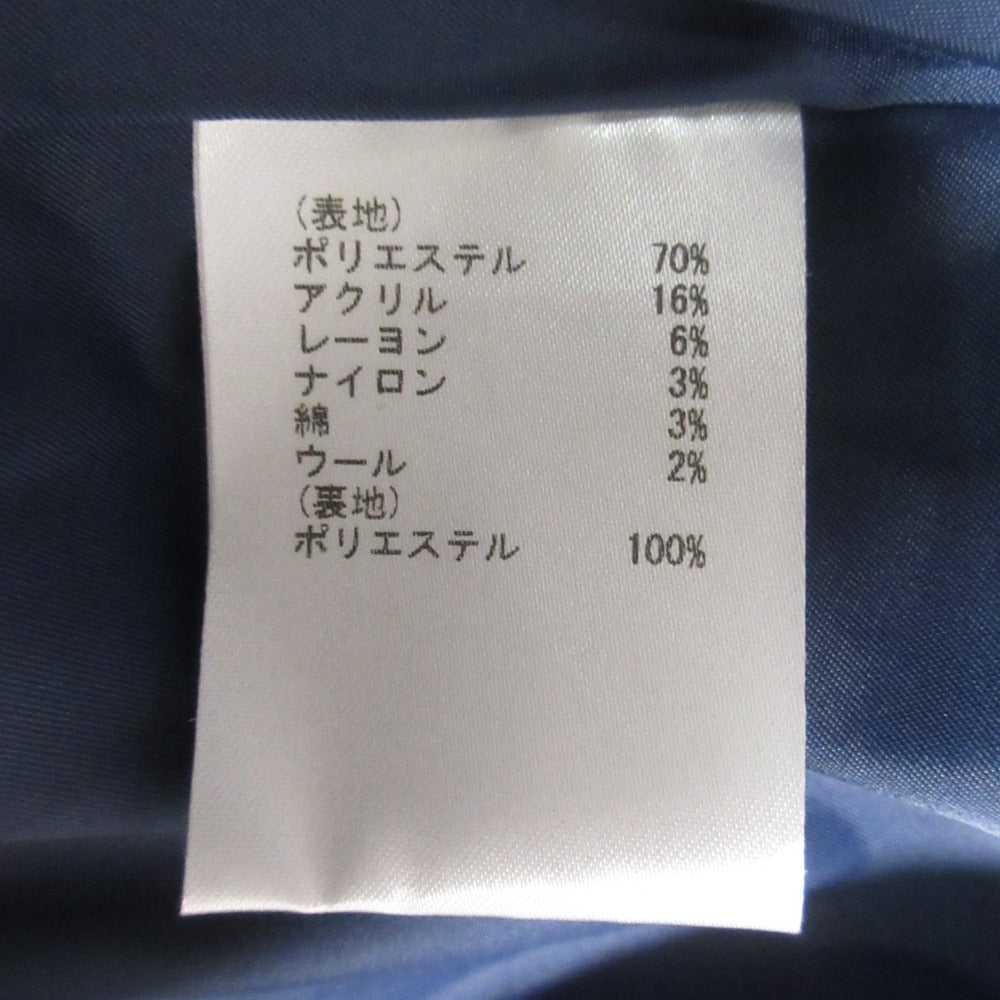 (表地)
ポリエステル 70%
アクリル 16%
レーヨン 6%
ナイロン 3%
綿 3%
ウール 2%
(裏地)
ポリエステル 100%